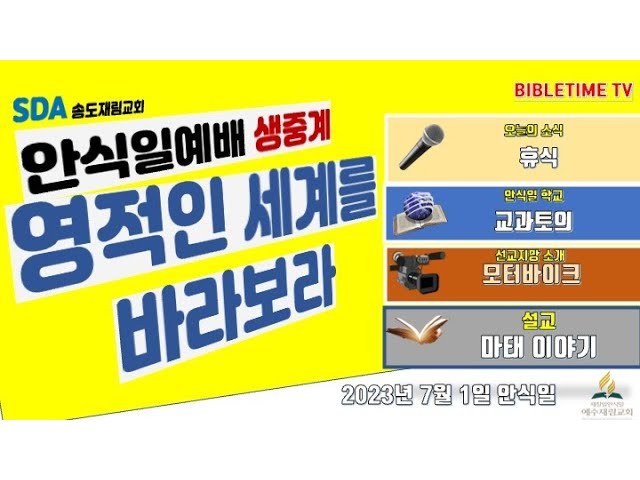 SDA 송도재림교회
안식일예배 생중계
영적인 세계를
바라보라
BIBLETIME TV
오늘의 소식
휴식
안식일 학교
교과토의
선교지망 소개
모터바이크
설교
마태 이야기
2023년 7월 1일 안식일
예수재림교회